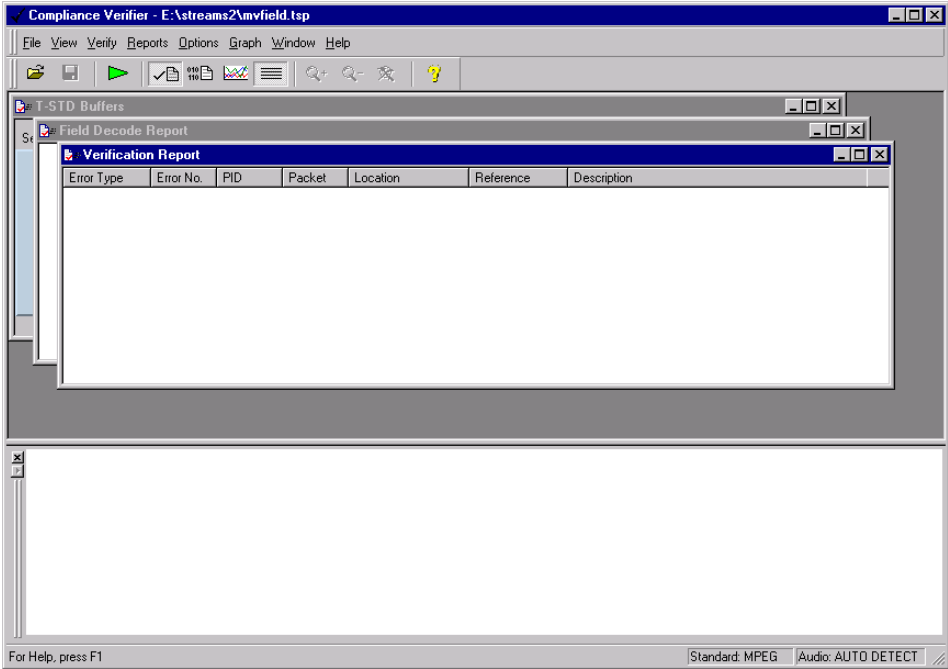 Compliance Verifier - E:\streams2\mvfield.tsp
File View Verify Reports Options Graph Window Help
T-STD Buffers
Field Decode Report
Verification Report
Error Type Error No. PID Packet Location Reference Description
For Help, press F1
Standard: MPEG Audio: AUTO DETECT